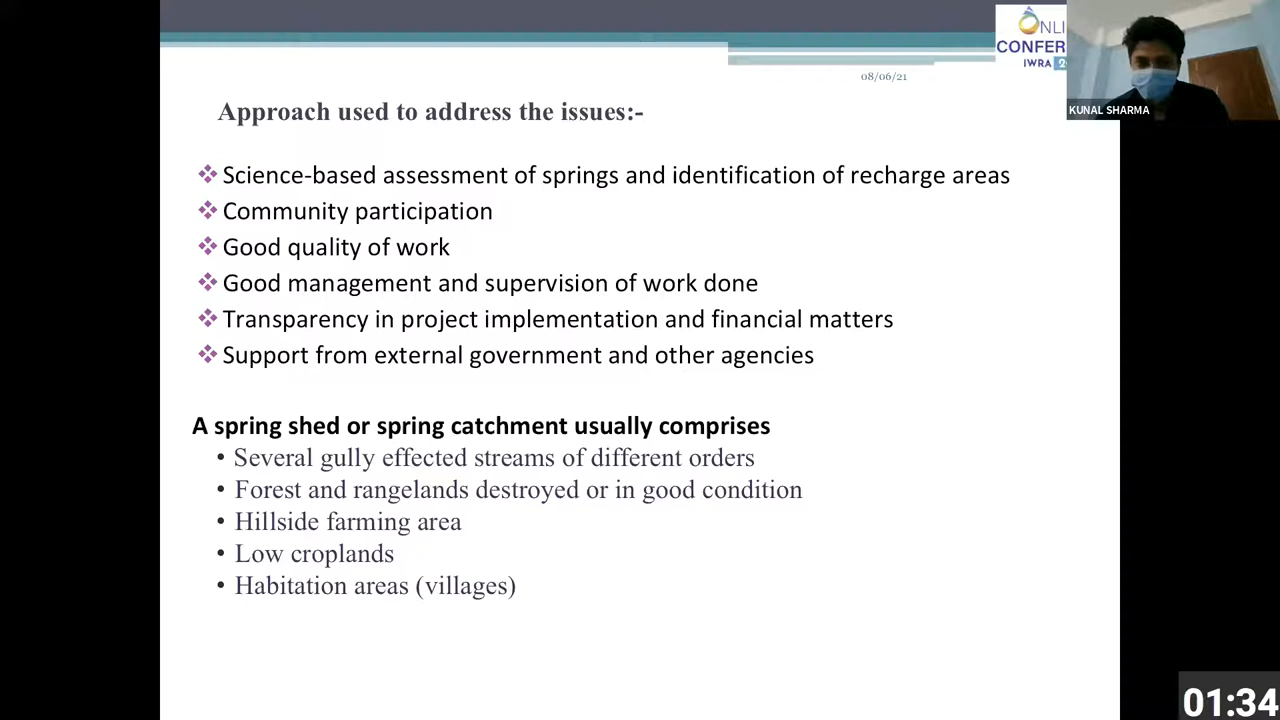 ONLI
CONFER
IWRA 2
08/06/21
KUNAL SHARMA
Approach used to address the issues:-
Science-based assessment of springs and identification of recharge areas
Community participation
Good quality of work
Good management and supervision of work done
Transparency in project implementation and financial matters
Support from external government and other agencies
A spring shed or spring catchment usually comprises
• Several gully effected streams of different orders
• Forest and rangelands destroyed or in good condition
• Hillside farming area
• Low croplands
• Habitation areas (villages)
01:34